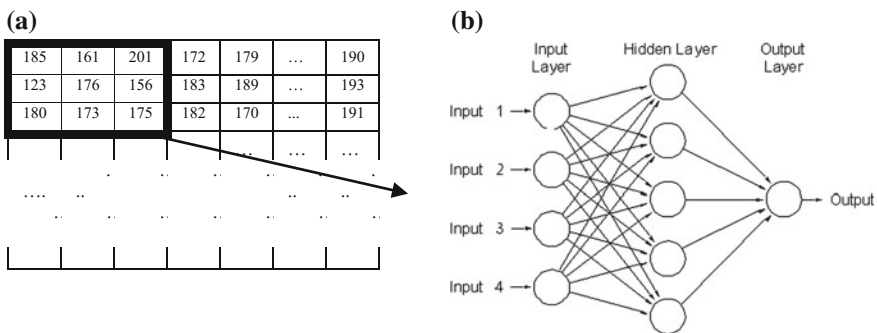 (a)
185 161 201 172 179 … 190
123 176 156 183 189 … 193
180 173 175 182 170 ... 191
.. … …
…. ..
(b)
Input Layer
Hidden Layer
Output Layer
Input 1
Input 2
Input 3
Input 4
Output